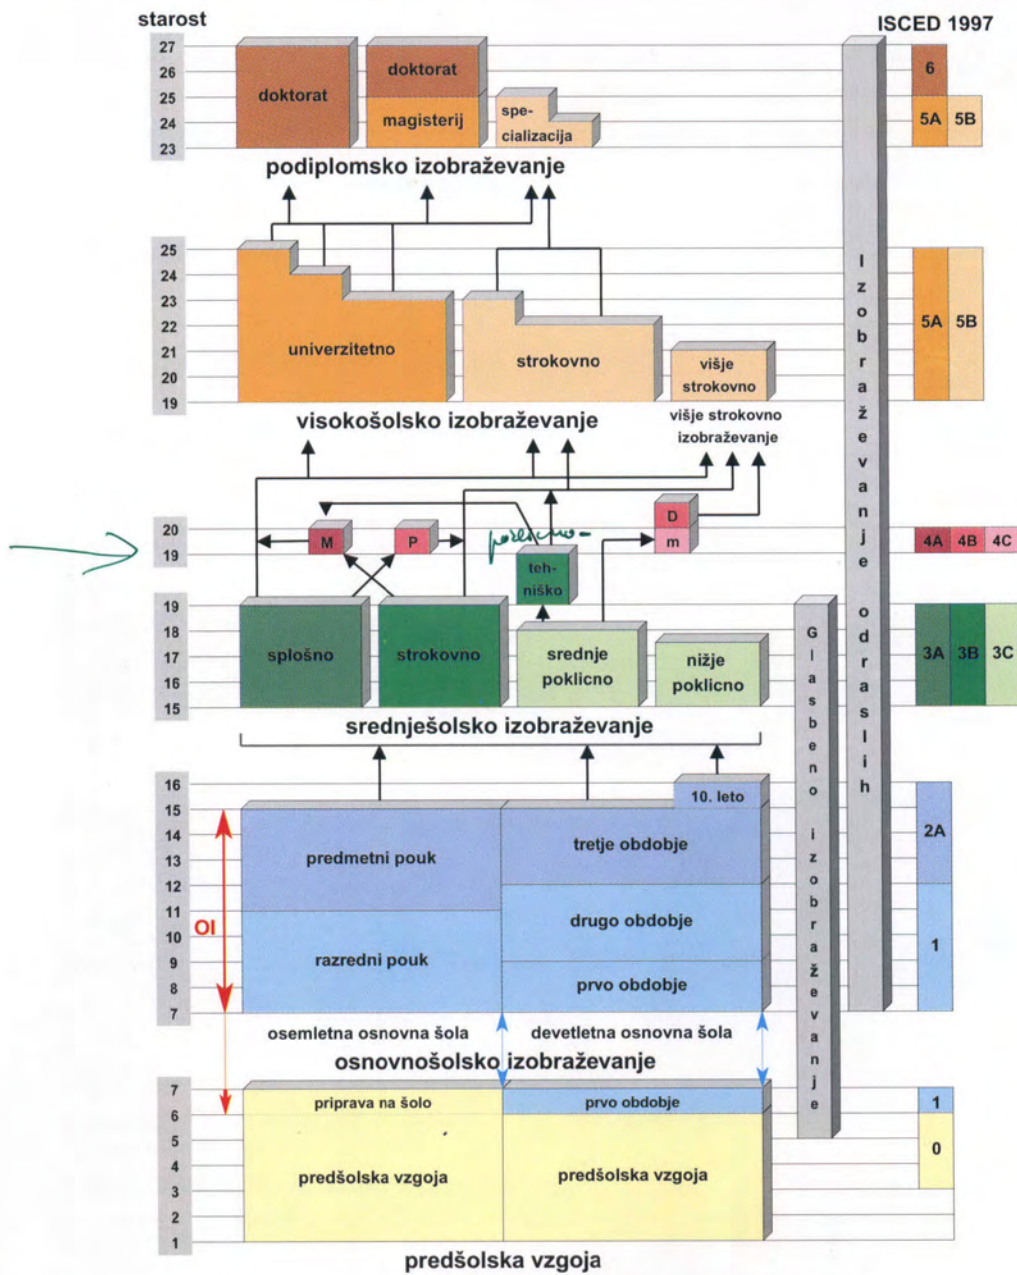 starost
ISCED 1997
27
26
25
24
23
doktorat
doktorat
magisterij
spe-
cializacija
6
5A 5B
podiplomsko izobraževanje
25
24
23
22
21
20
19
univerzitetno
strokovno
višje
strokovno
5A 5B
visokošolsko izobraževanje
višje strokovno
izobraževanje
20
19
M
P
poklicno-
teh-
niško
D
m
4A 4B 4C
19
18
17
16
15
splošno
strokovno
srednje
poklicno
nižje
poklicno
3A 3B 3C
srednješolsko izobraževanje
16
15
14
13
12
11
10
9
8
7
OI
predmetni pouk
razredni pouk
10. leto
tretje obdobje
drugo obdobje
prvo obdobje
2A
1
osemletna osnovna šola
devetletna osnovna šola
osnovnošolsko izobraževanje
7
6
5
4
3
2
1
priprava na šolo
prvo obdobje
predšolska vzgoja
predšolska vzgoja
1
0
predšolska vzgoja
Glasbeno izobraževanje
Izobraževanje odraslih